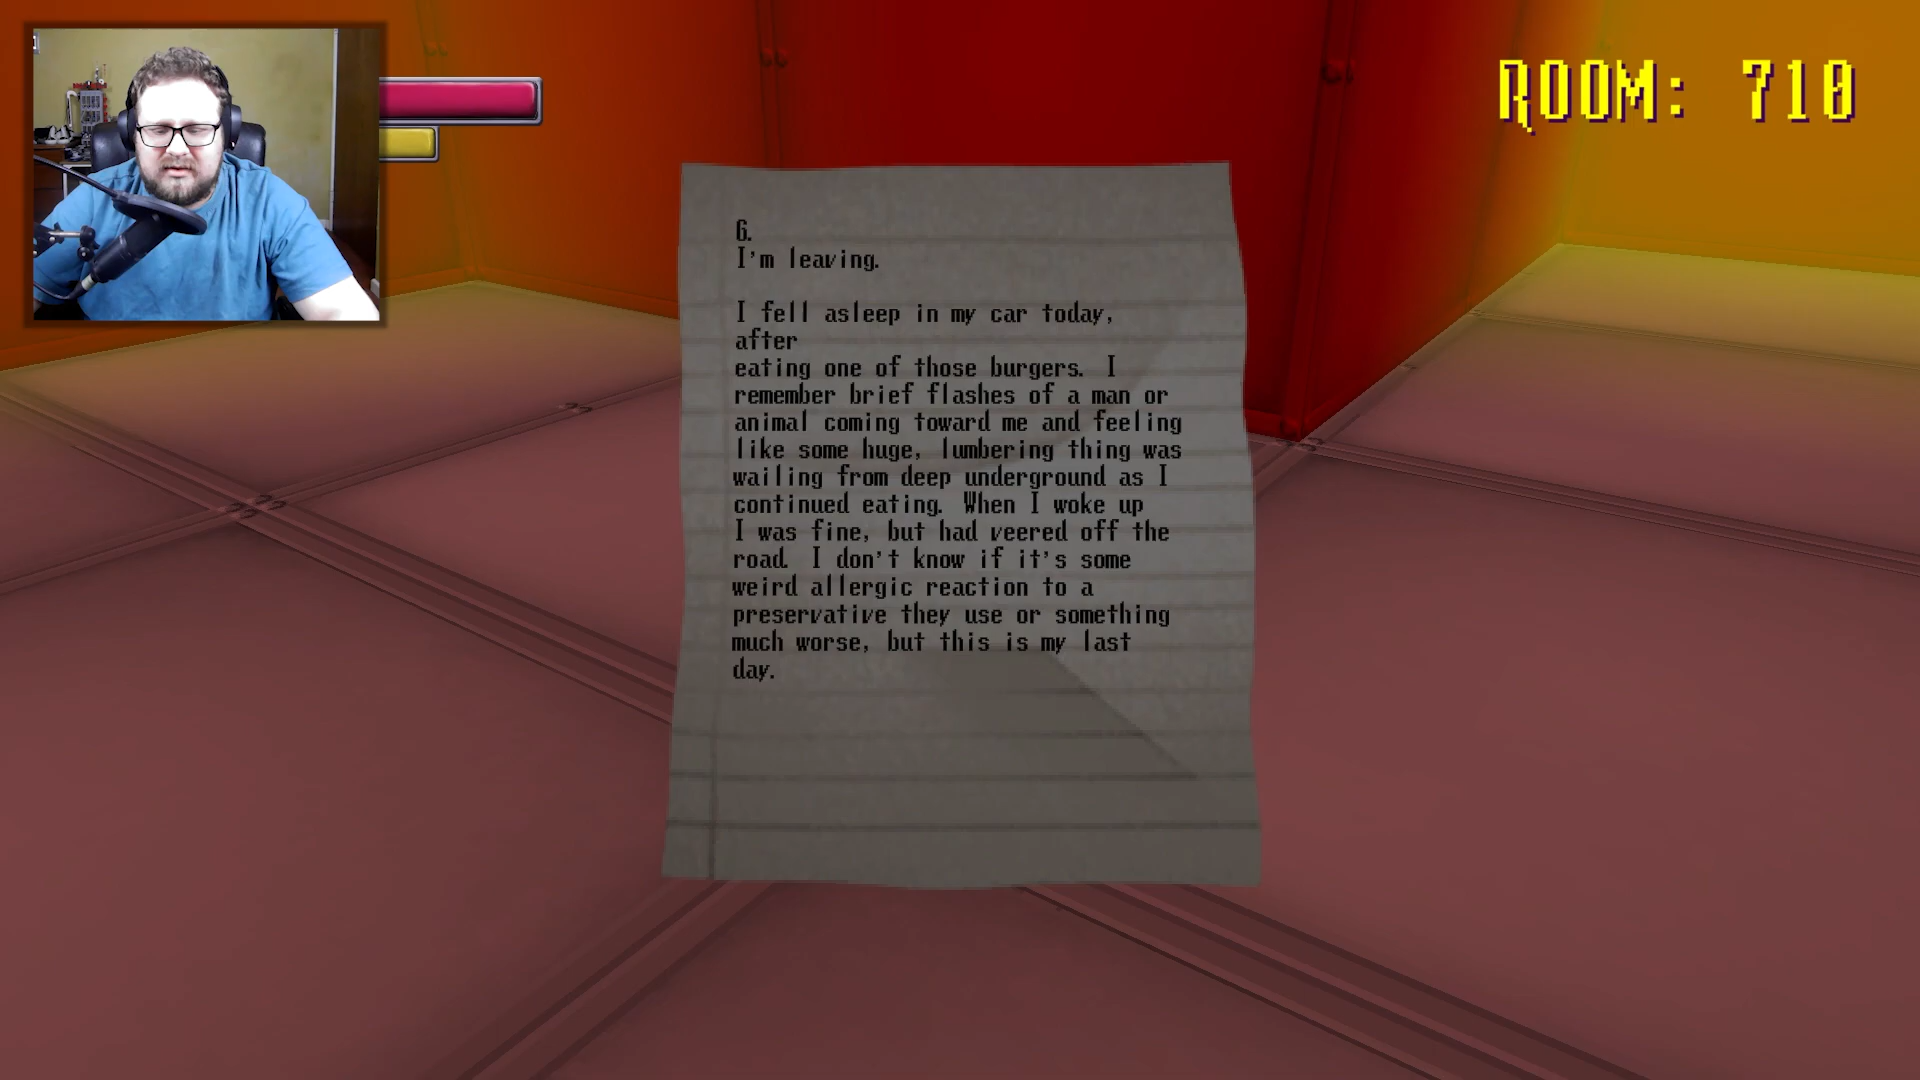 ROOM: 710
6.
I'm leaving.
I fell asleep in my car today,
after
eating one of those burgers. I
remember brief flashes of a man or
animal coming toward me and feeling
like some huge, lumbering thing was
wailing from deep underground as I
continued eating. When I woke up
I was fine, but had veered off the
road. I don't know if it's some
weird allergic reaction to a
preservative they use or something
much worse, but this is my last
day.